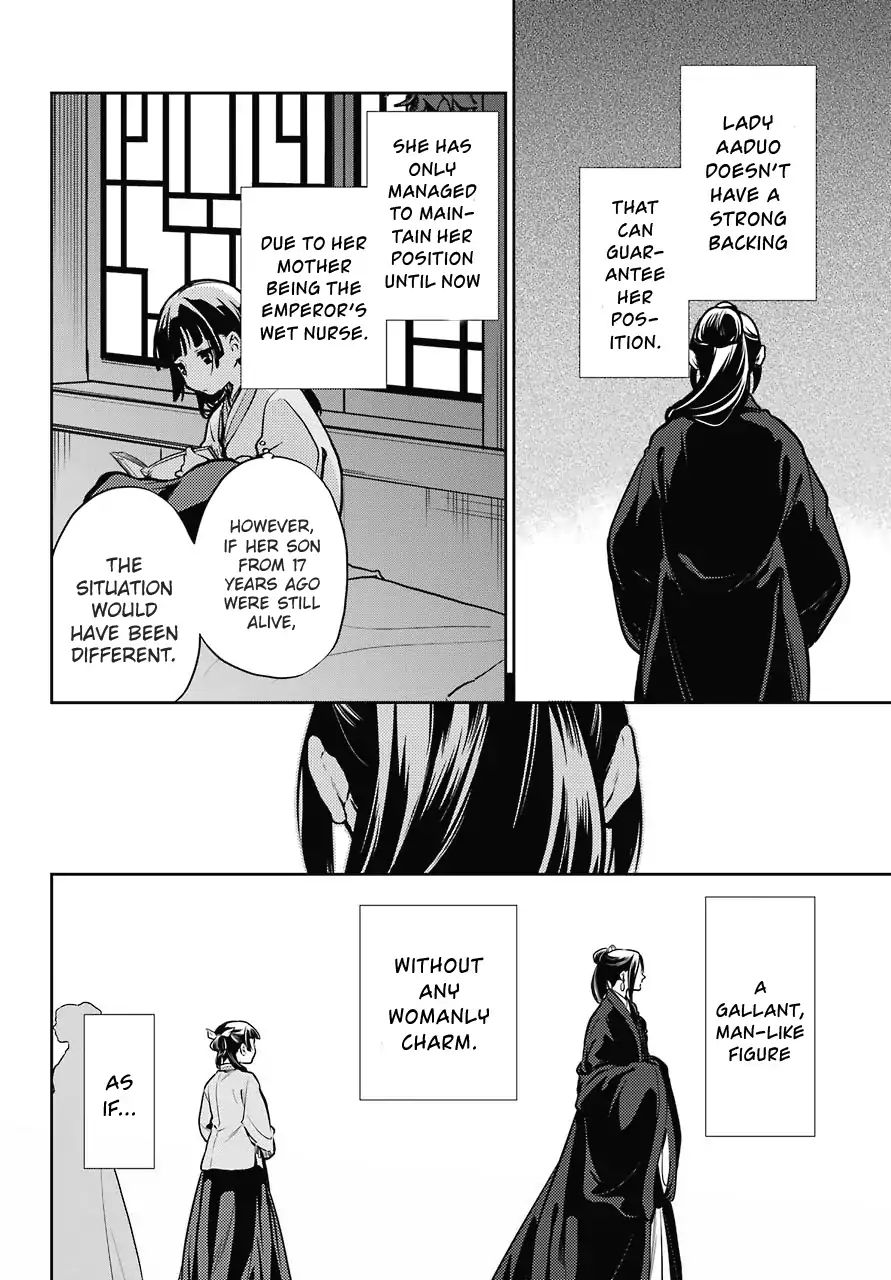 LADY
AADUO
DOESN'T
HAVE A
STRONG
BACKING
THAT
CAN
GUAR-
ANTEE
HER
POS-
ITION.
SHE HAS
ONLY
MANAGED
TO MAIN-
TAIN HER
POSITION
UNTIL NOW
DUE TO HER
MOTHER
BEING THE
EMPEROR'S
WET NURSE.
HOWEVER,
IF HER SON
FROM 17
YEARS AGO
WERE STILL
ALIVE,
THE
SITUATION
WOULD
HAVE BEEN
DIFFERENT.
A
GALLANT,
MAN-LIKE
FIGURE
WITHOUT
ANY
WOMANLY
CHARM.
AS
IF...